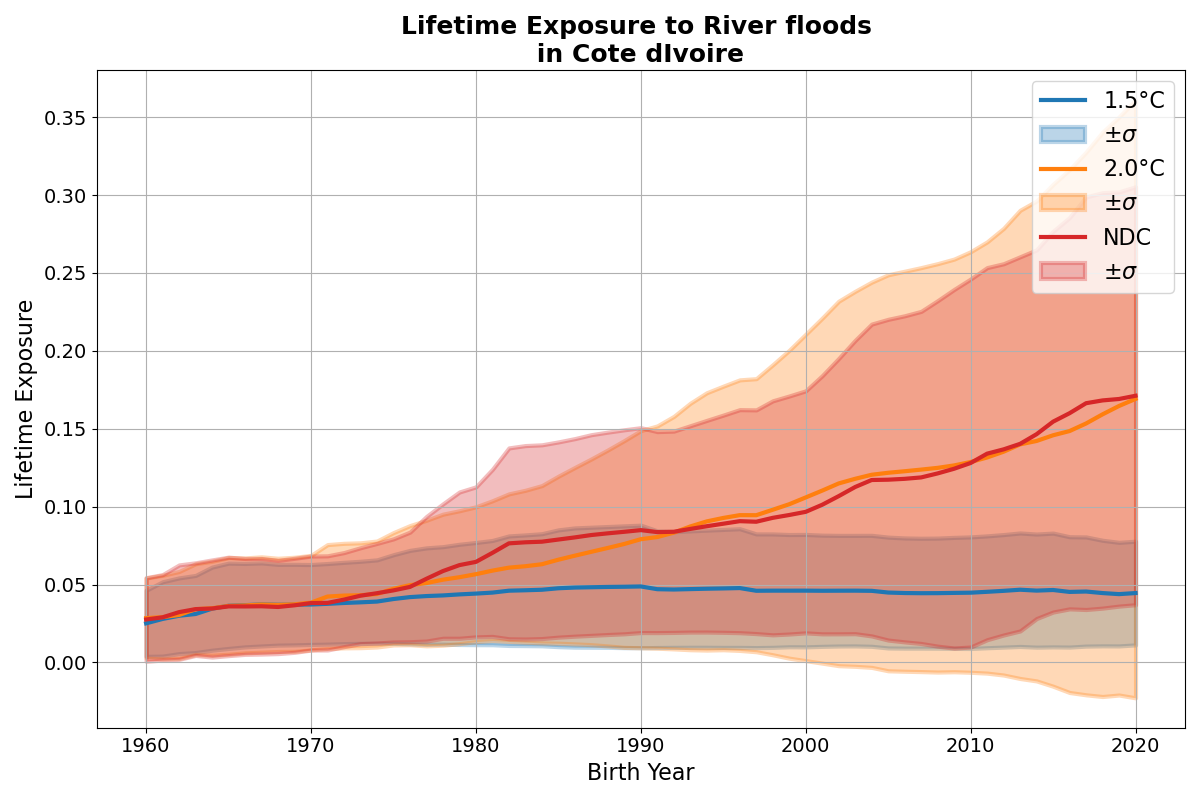 Lifetime Exposure to River floods
in Cote dIvoire
1.5°C
±σ
2.0°C
±σ
NDC
±σ
Lifetime Exposure
0.35
0.30
0.25
0.20
0.15
0.10
0.05
0.00
1960 1970 1980 1990 2000 2010 2020
Birth Year